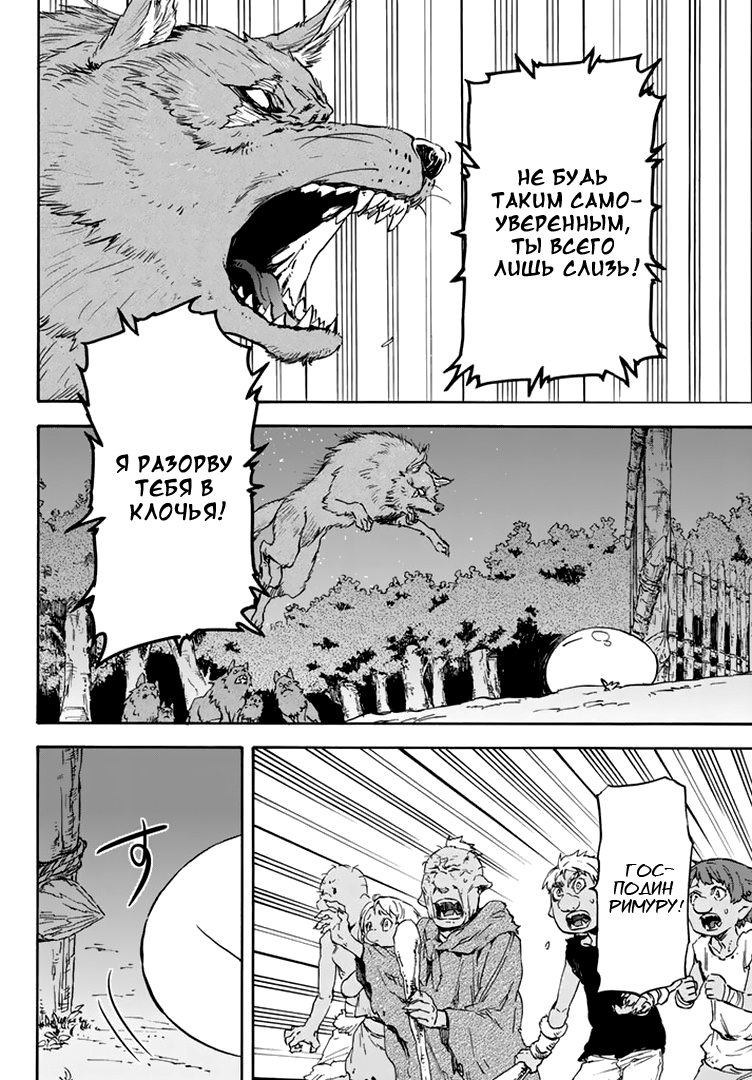 НЕ БУДЬ
ТАКИМ САМО-
УВЕРЕННЫМ,
ТЫ ВСЕГО
ЛИШЬ СЛИЗЬ!
Я РАЗОРВУ
ТЕБЯ В
КЛОЧЬЯ!
ГОС-
ПОДИН
РИМУРУ!
す